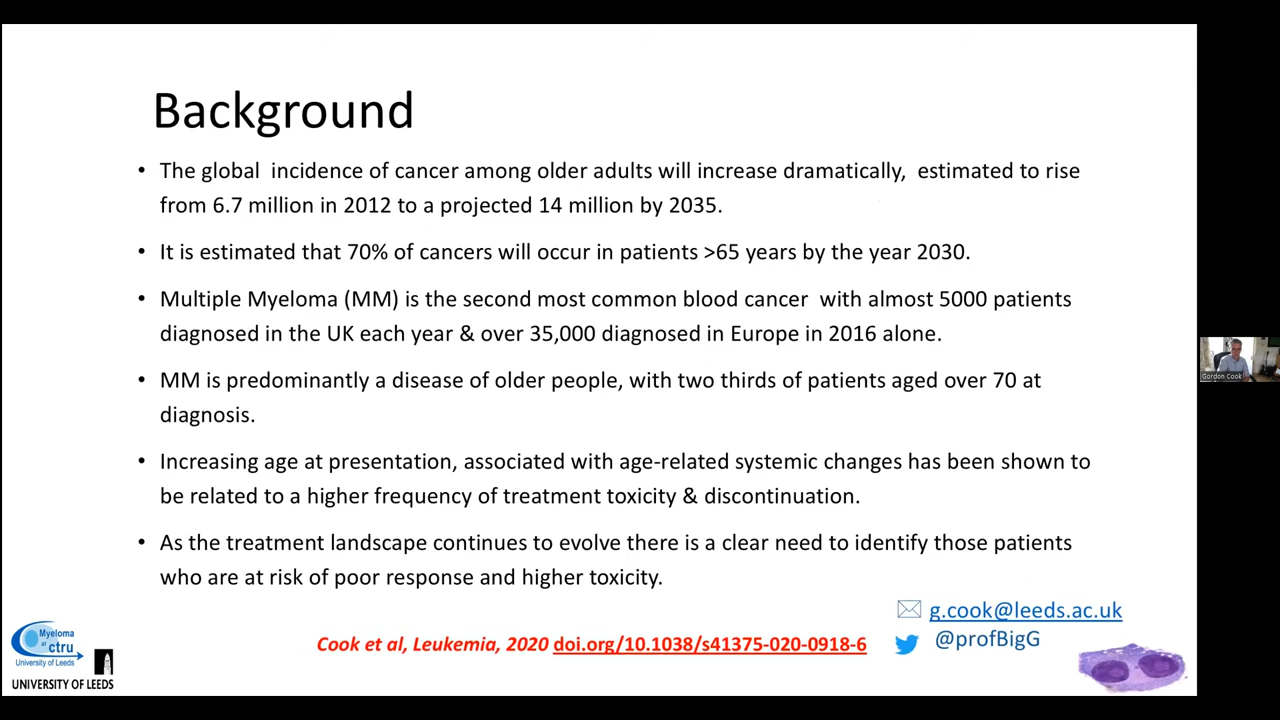 Background
• The global  incidence of cancer among older adults will increase dramatically,  estimated to rise
from 6.7 million in 2012 to a projected 14 million by 2035.
• It is estimated that 70% of cancers will occur in patients >65 years by the year 2030.
• Multiple Myeloma (MM) is the second most common blood cancer  with almost 5000 patients
diagnosed in the UK each year & over 35,000 diagnosed in Europe in 2016 alone.
• MM is predominantly a disease of older people, with two thirds of patients aged over 70 at
diagnosis.
• Increasing age at presentation, associated with age-related systemic changes has been shown to
be related to a higher frequency of treatment toxicity & discontinuation.
• As the treatment landscape continues to evolve there is a clear need to identify those patients
who are at risk of poor response and higher toxicity.
g.cook@leeds.ac.uk
@profBigG
Cook et al, Leukemia, 2020 doi.org/10.1038/s41375-020-0918-6
Myeloma
at
ctru
University of Leeds
UNIVERSITY OF LEEDS
Gordon Cook